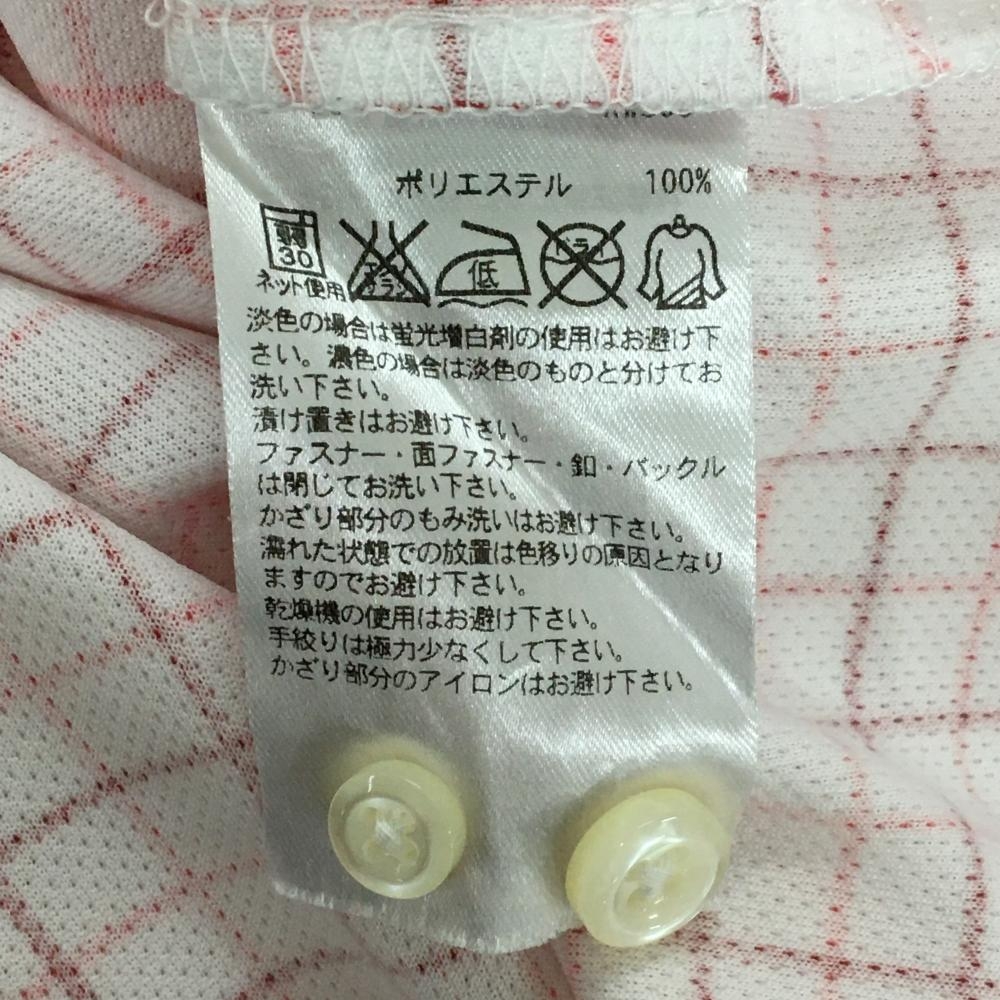 ポリエステル 100%
弱
30
ネット使用
エンソ
サラシ
低
ドライ
淡色の場合は蛍光増白剤の使用はお避け下
さい。濃色の場合は淡色のものと分けてお
洗い下さい。
漬け置きはお避け下さい。
ファスナー・面ファスナー・釦・バックル
は閉じてお洗い下さい。
かざり部分のもみ洗いはお避け下さい。
濡れた状態での放置は色移りの原因となり
ますのでお避け下さい。
乾燥機の使用はお避け下さい。
手絞りは極力少なくして下さい。
かざり部分のアイロンはお避け下さい。